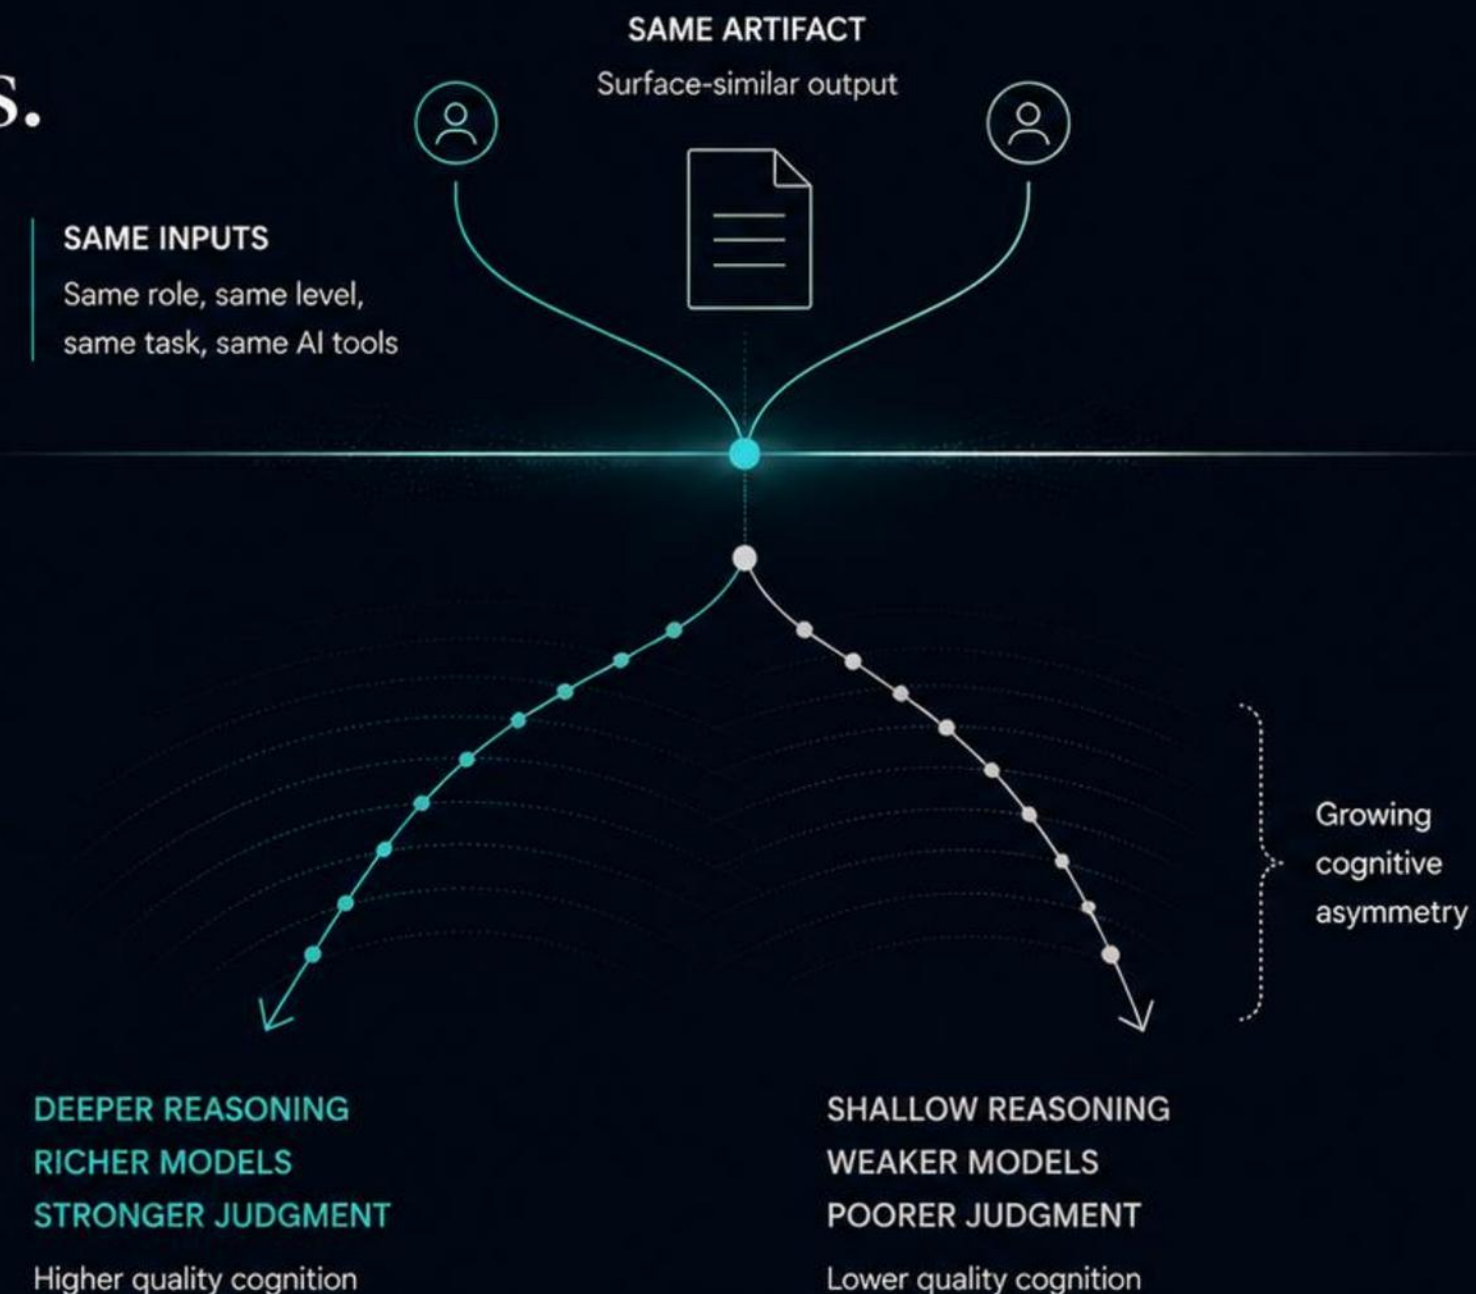 s.
SAME ARTIFACT
Surface-similar output
SAME INPUTS
Same role, same level,
same task, same AI tools
Growing
cognitive
asymmetry
DEEPER REASONING
RICHER MODELS
STRONGER JUDGMENT
Higher quality cognition
SHALLOW REASONING
WEAKER MODELS
POORER JUDGMENT
Lower quality cognition